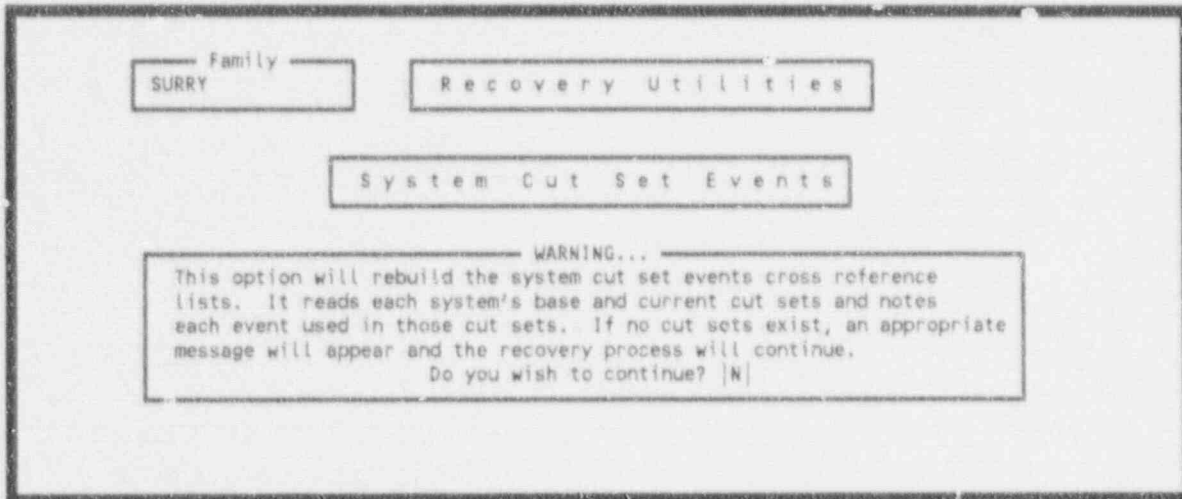 Family
SURRY
Recovery Utilities
System Cut Set Events
WARNING...
This option will rebuild the system cut set events cross reference
lists. It reads each system's base and current cut sets and notes
each event used in those cut sets. If no cut sets exist, an appropriate
message will appear and the recovery process will continue.
Do you wish to continue? |N|